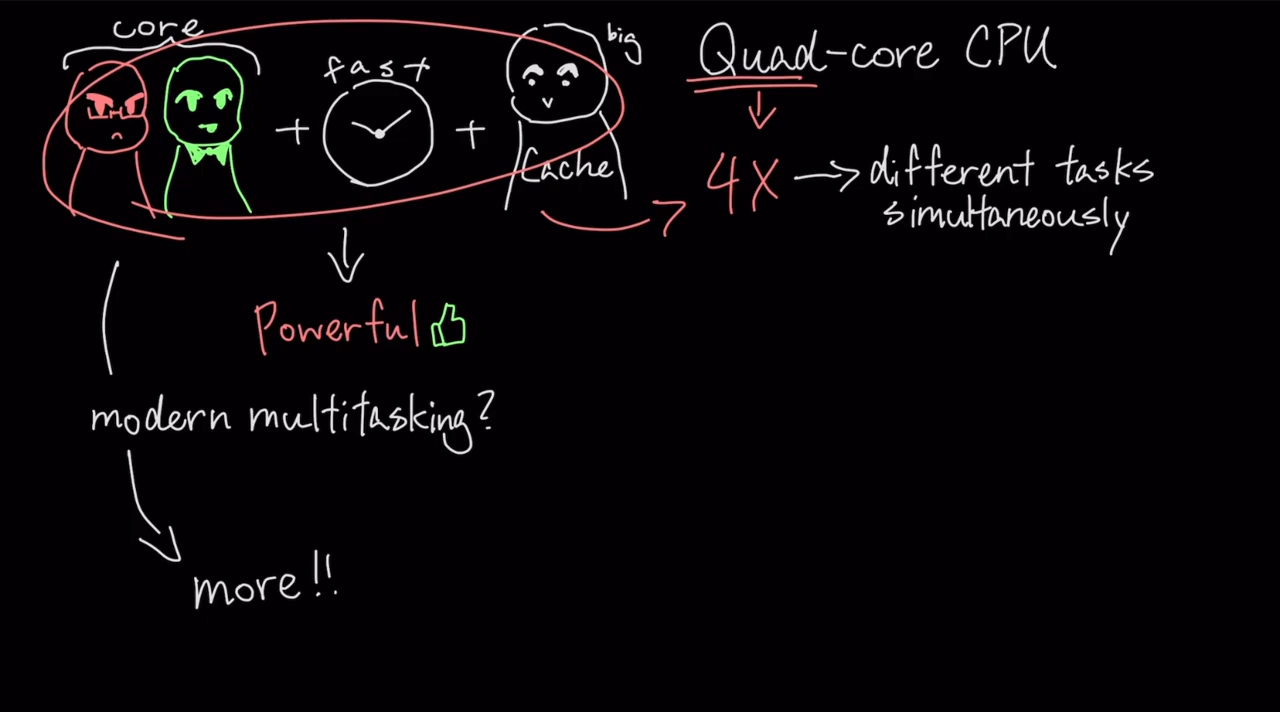 core
fast
big
Cache
Quad-core CPU
4X → different tasks
simultaneously
Powerful
modern multitasking?
more!!